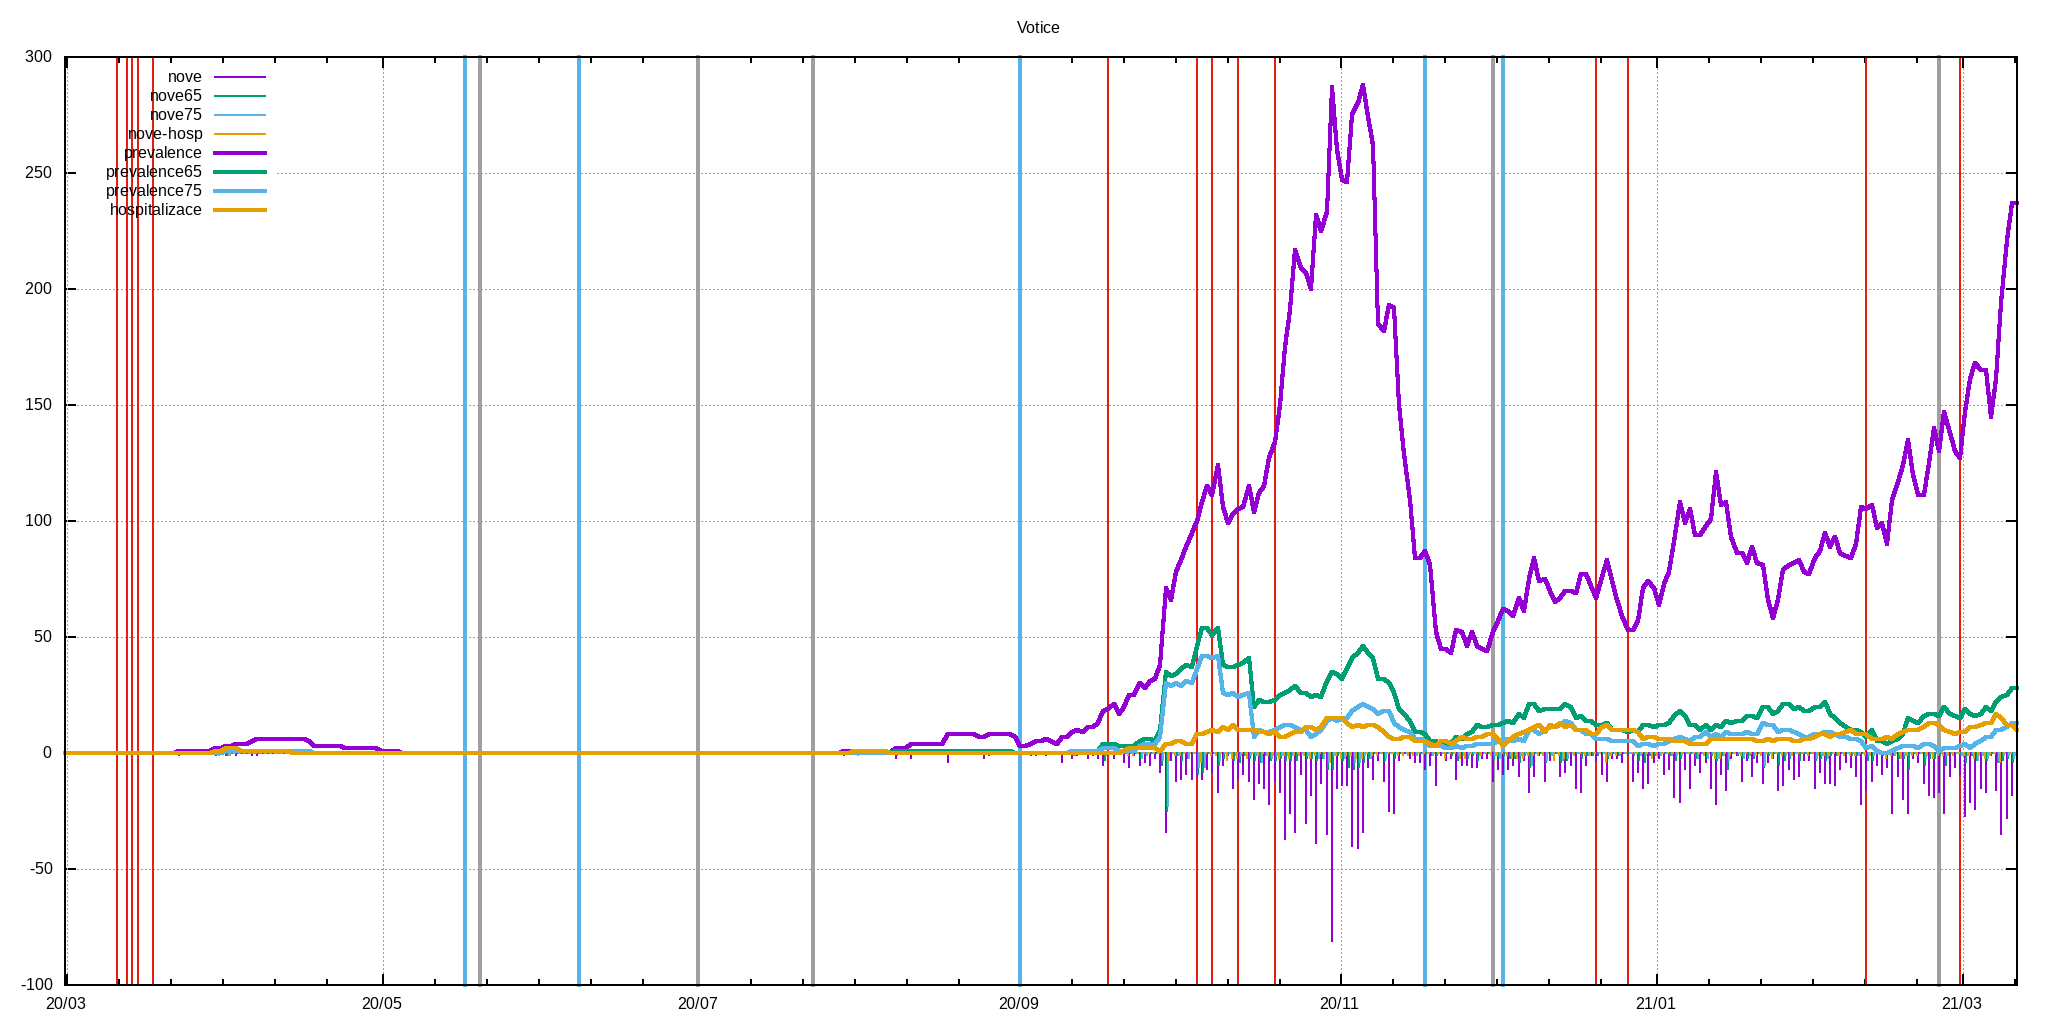 Votice
300
nove
nove65
nove75
nove-hosp
prevalence
prevalence65
prevalence75
hospitalizace
250
200
150
100
50
0
-50
-100
20/03 20/05 20/07 20/09 20/11 21/01 21/03